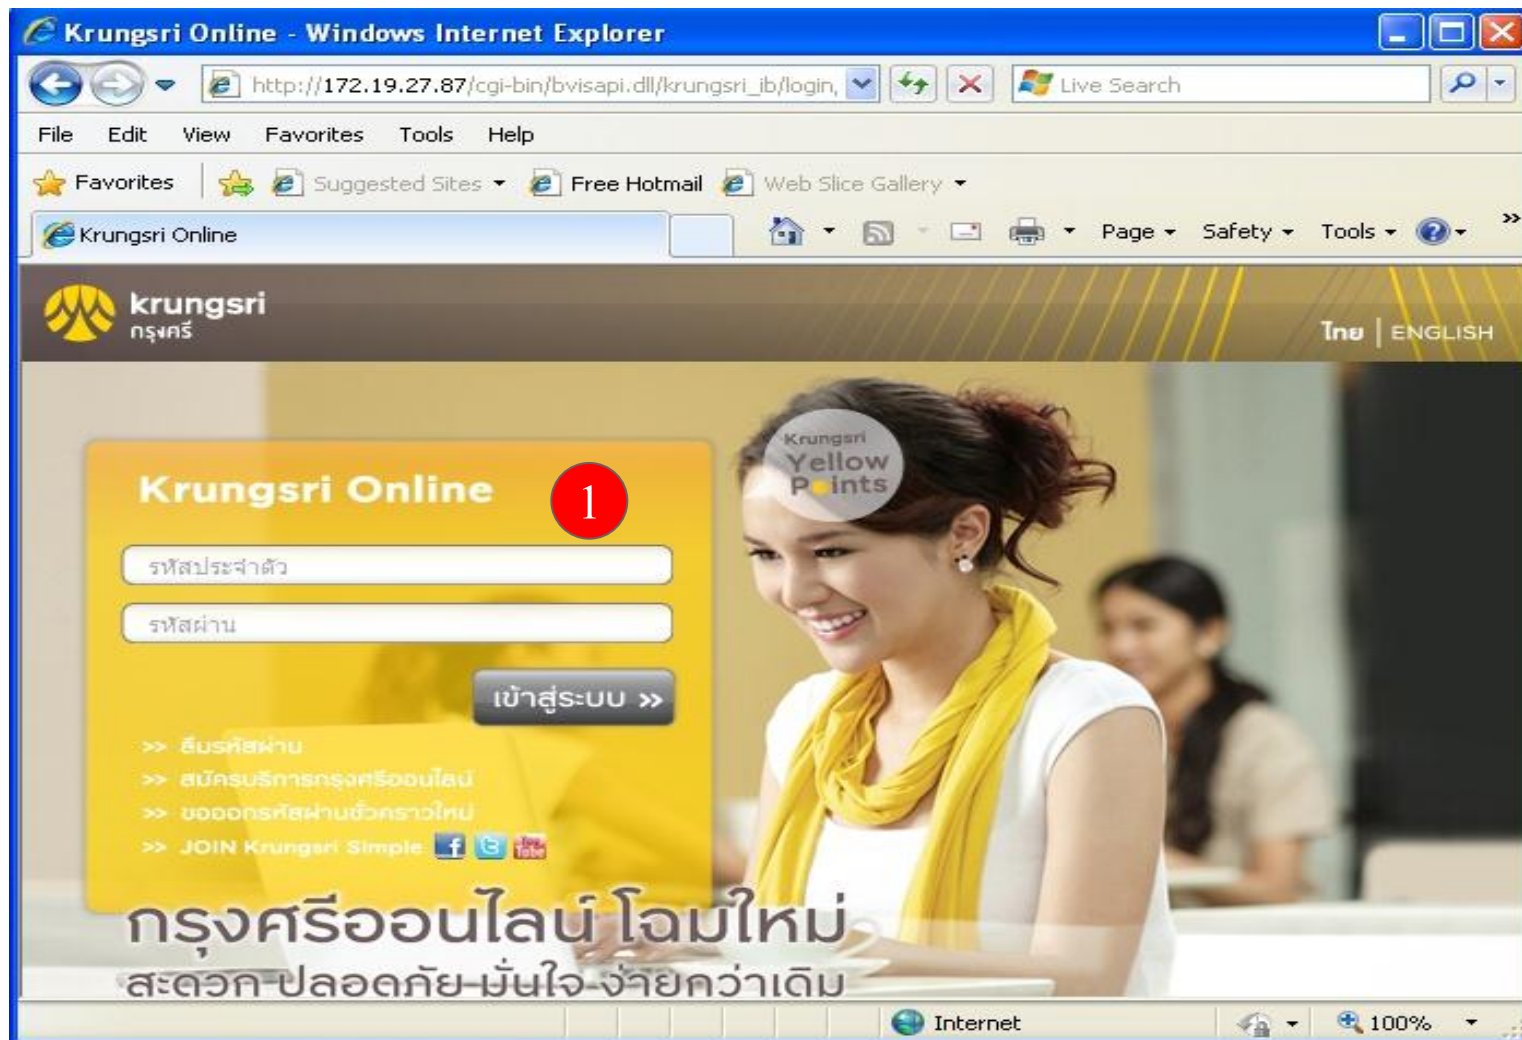 Krungsri Online - Windows Internet Explorer
http://172.19.27.87/cgi-bin/bvisapi.dll/krungsri_ib/login,
Live Search
File Edit View Favorites Tools Help
Favorites Suggested Sites Free Hotmail Web Slice Gallery
Krungsri Online Page Safety Tools »
krungsri
กรุงศรี
ไทย | ENGLISH
Krungsri
Yellow
Points
Krungsri Online
1
รหัสประจำตัว
รหัสผ่าน
เข้าสู่ระบบ »
>> ลืมรหัสผ่าน
>> สมัครบริการกรุงศรีออนไลน์
>> ขอออกรหัสผ่านชั่วคราวใหม่
>> JOIN Krungsri Simple f You Tube
กรุงศรีออนไลน์ โฉมใหม่
สะดวก ปลอดภัย มั่นใจ ง่ายกว่าเดิม
Internet 100%